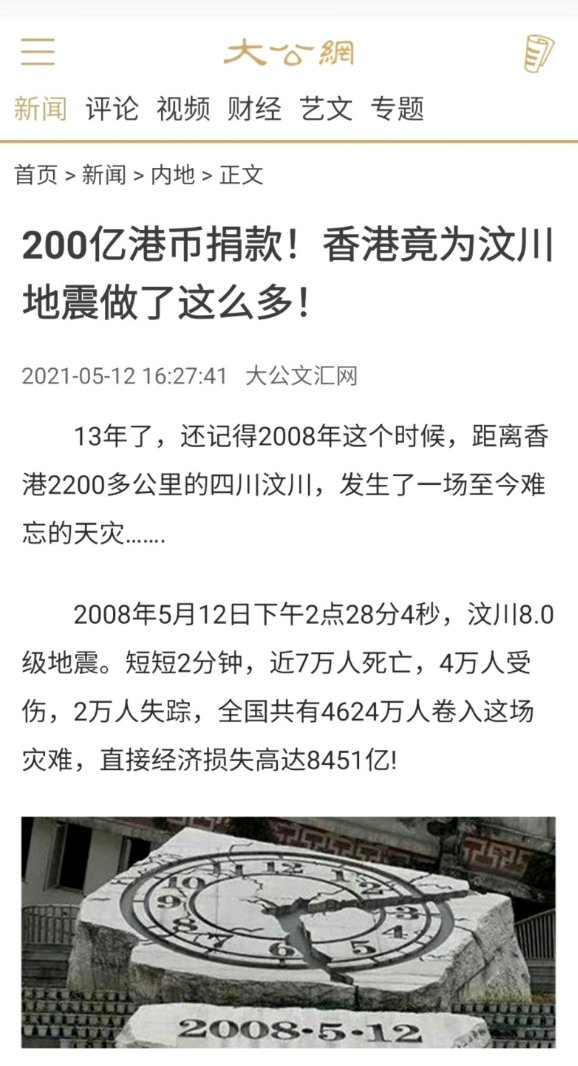 大公網
新闻 评论 视频 财经 艺文 专题
首页 > 新闻 > 内地 > 正文
200亿港币捐款！香港竟为汶川
地震做了这么多！
2021-05-12 16:27:41 大公文汇网
13年了，还记得2008年这个时候，距离香
港2200多公里的四川汶川，发生了一场至今难
忘的天灾…….
2008年5月12日下午2点28分4秒，汶川8.0
级地震。短短2分钟，近7万人死亡，4万人受
伤，2万人失踪，全国共有4624万人卷入这场
灾难，直接经济损失高达8451亿!
11 12 1
10 2
9 3
8 4
7 6 5
2008·5·12